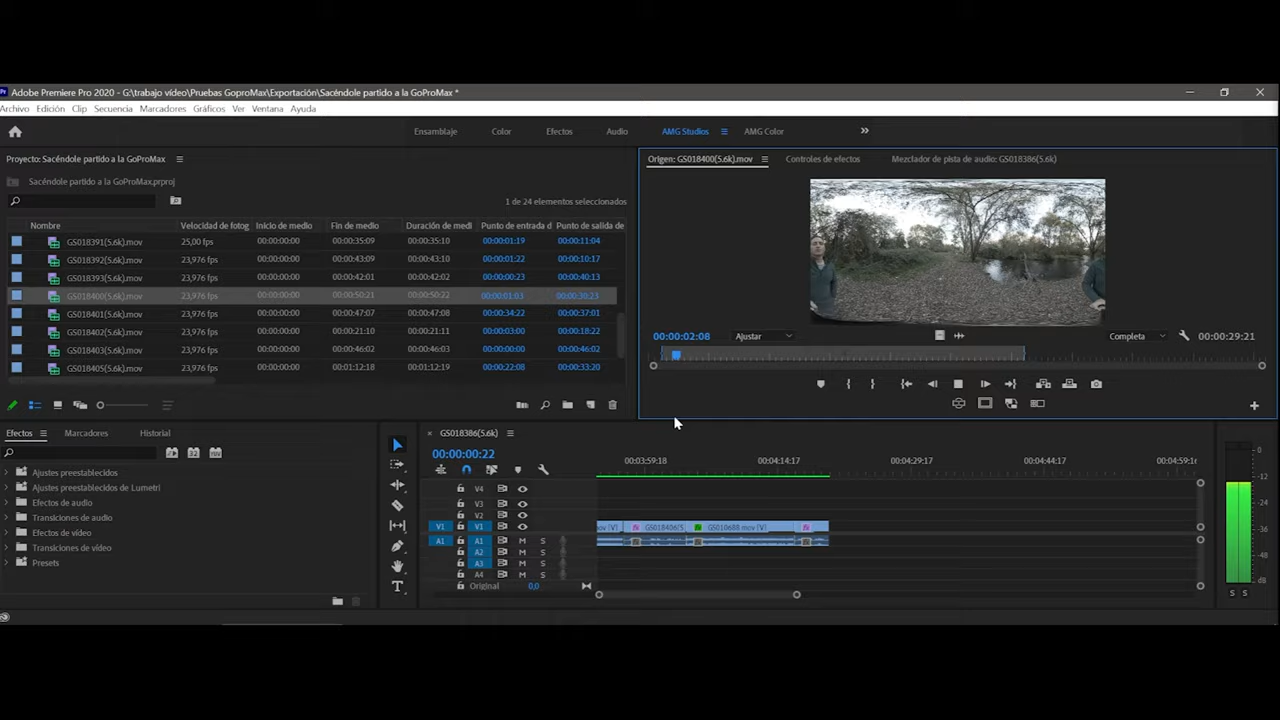 Adobe Premiere Pro 2020 - G:\trabajo vídeo\Pruebas GoproMax\Exportación\Sacéndole partido a la GoProMax *
Archivo Edición Clip Secuencia Marcadores Gráficos Ver Ventana Ayuda
Ensamblaje Color Efectos Audio AMG Studios AMG Color
Proyecto: Sacéndole partido a la GoProMax
Origen: GS018400(5.6k).mov Controles de efectos Mezclador de pista de audio: GS018386(5.6k)
Sacéndole partido a la GoProMax.prproj
1 de 24 elementos seleccionados
Nombre Velocidad de fotog Inicio de medio Fin de medio Duración de medi Punto de entrada d Punto de salida de
GS018391(5.6k).mov 25,00 fps 00:00:00:00 00:00:35:09 00:00:35:10 00:00:01:19 00:00:11:04
GS018392(5.6k).mov 23,976 fps 00:00:00:00 00:00:43:09 00:00:43:10 00:00:01:22 00:00:10:17
GS018393(5.6k).mov 23,976 fps 00:00:00:00 00:00:42:01 00:00:42:02 00:00:00:23 00:00:40:13
GS018400(5.6k).mov 23,976 fps 00:00:00:00 00:00:50:21 00:00:50:22 00:00:01:03 00:00:30:23
GS018401(5.6k).mov 23,976 fps 00:00:00:00 00:00:47:07 00:00:47:08 00:00:34:22 00:00:37:01
GS018402(5.6k).mov 23,976 fps 00:00:00:00 00:00:21:10 00:00:21:11 00:00:03:00 00:00:18:22
GS018403(5.6k).mov 23,976 fps 00:00:00:00 00:00:46:02 00:00:46:03 00:00:00:00 00:00:46:02
GS018405(5.6k).mov 23,976 fps 00:00:00:00 00:01:12:18 00:01:12:19 00:00:22:08 00:00:33:20
00:00:02:08 Ajustar Completa 00:00:29:21
Efectos Marcadores Historial
Ajustes preestablecidos
Ajustes preestablecidos de Lumetri
Efectos de audio
Transiciones de audio
Efectos de vídeo
Transiciones de vídeo
Presets
GS018386(5.6k)
00:00:00:22
00:03:59:18 00:04:14:17 00:04:29:17 00:04:44:17 00:04:59:16
V4
V3
V2
V1 V1 ov [V] GS018406(5. GS010688.mov [V]
A1 A1 M S
A2 M S
A3 M S
A4 M S
Original 0,0
0
-12
-24
-36
-48
dB
S S